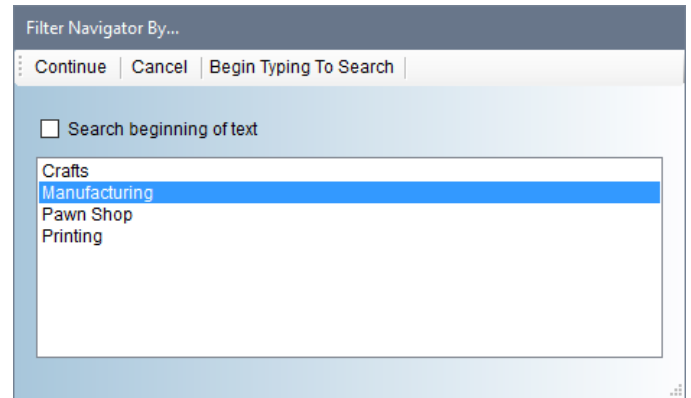 Filter Navigator By...
Continue Cancel Begin Typing To Search
Search beginning of text
Crafts
Manufacturing
Pawn Shop
Printing